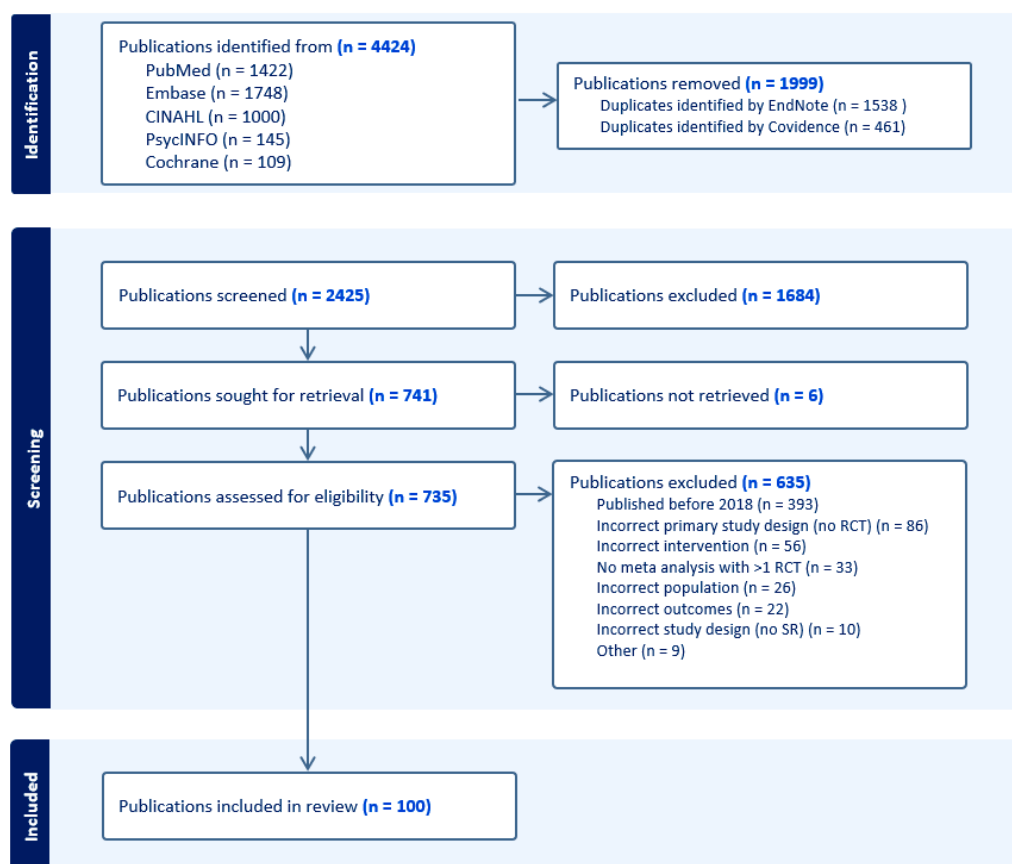 Identification
Publications identified from (n = 4424)
PubMed (n = 1422)
Embase (n = 1748)
CINAHL (n = 1000)
PsycINFO (n = 145)
Cochrane (n = 109)
Publications removed (n = 1999)
Duplicates identified by EndNote (n = 1538 )
Duplicates identified by Covidence (n = 461)
Screening
Publications screened (n = 2425)
Publications excluded (n = 1684)
Publications sought for retrieval (n = 741)
Publications not retrieved (n = 6)
Publications assessed for eligibility (n = 735)
Publications excluded (n = 635)
Published before 2018 (n = 393)
Incorrect primary study design (no RCT) (n = 86)
Incorrect intervention (n = 56)
No meta analysis with >1 RCT (n = 33)
Incorrect population (n = 26)
Incorrect outcomes (n = 22)
Incorrect study design (no SR) (n = 10)
Other (n = 9)
Included
Publications included in review (n = 100)